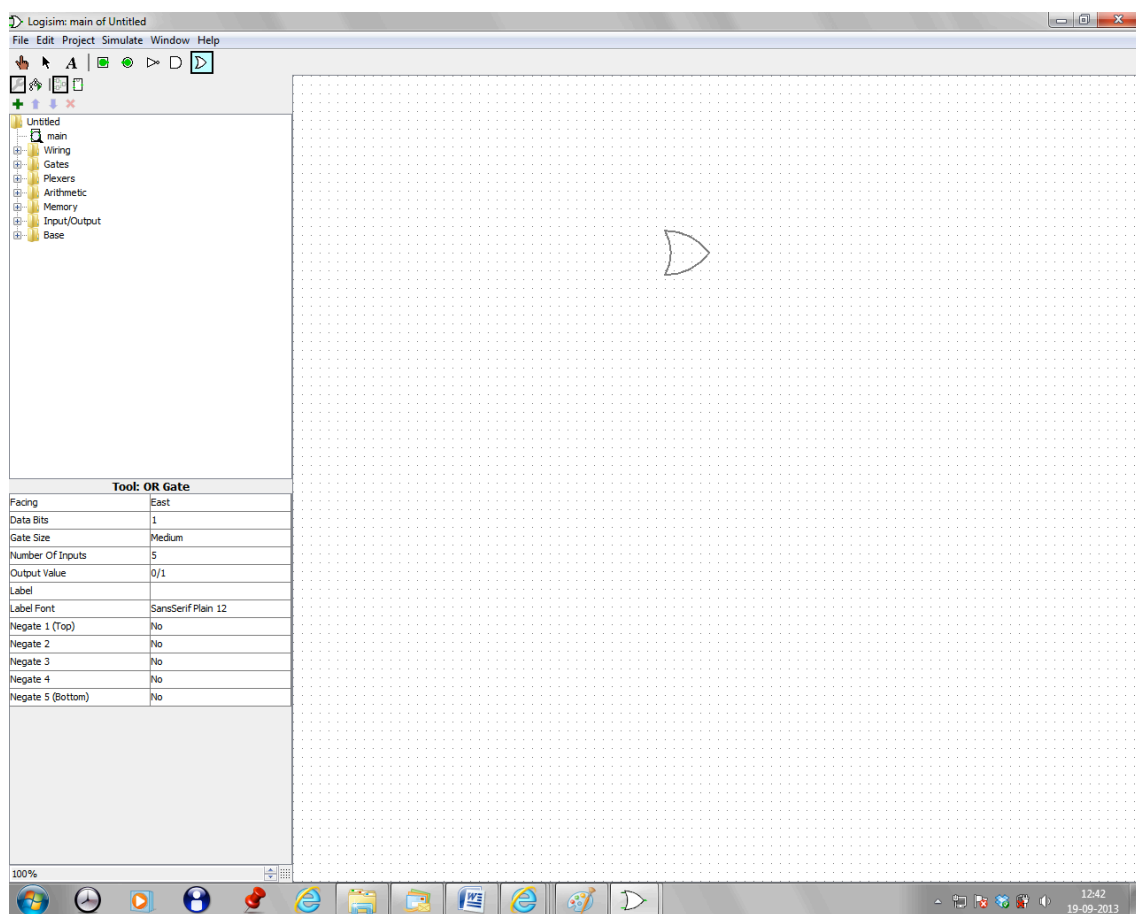 Logisim: main of Untitled
File Edit Project Simulate Window Help
A
Untitled
main
Wiring
Gates
Plexers
Arithmetic
Memory
Input/Output
Base
Tool: OR Gate
Facing East
Data Bits 1
Gate Size Medium
Number Of Inputs 5
Output Value 0/1
Label
Label Font SansSerif Plain 12
Negate 1 (Top) No
Negate 2 No
Negate 3 No
Negate 4 No
Negate 5 (Bottom) No
100%
12:42
19-09-2013